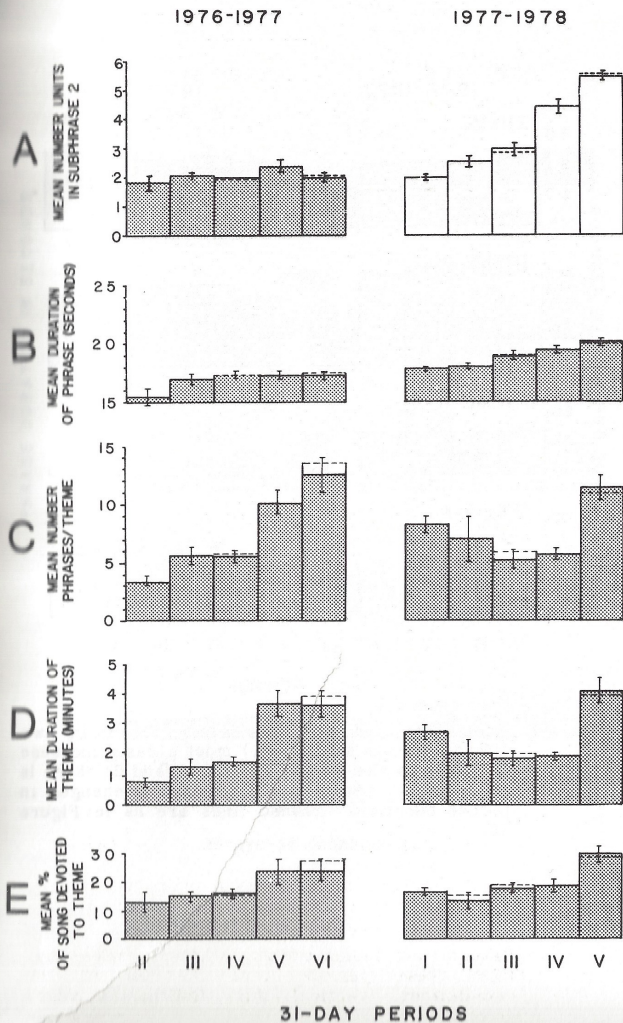 1976-1977
1977-1978
A
MEAN NUMBER UNITS
IN SUBPHRASE 2
6
5
4
3
2
1
0
B
MEAN DURATION
OF PHRASE (SECONDS)
25
20
15
C
MEAN NUMBER
PHRASES/THEME
15
10
5
0
D
MEAN DURATION OF
THEME (MINUTES)
5
4
3
2
1
0
E
MEAN %
OF SONG DEVOTED
TO THEME
30
20
10
0
II III IV V VI
I II III IV V
31-DAY PERIODS